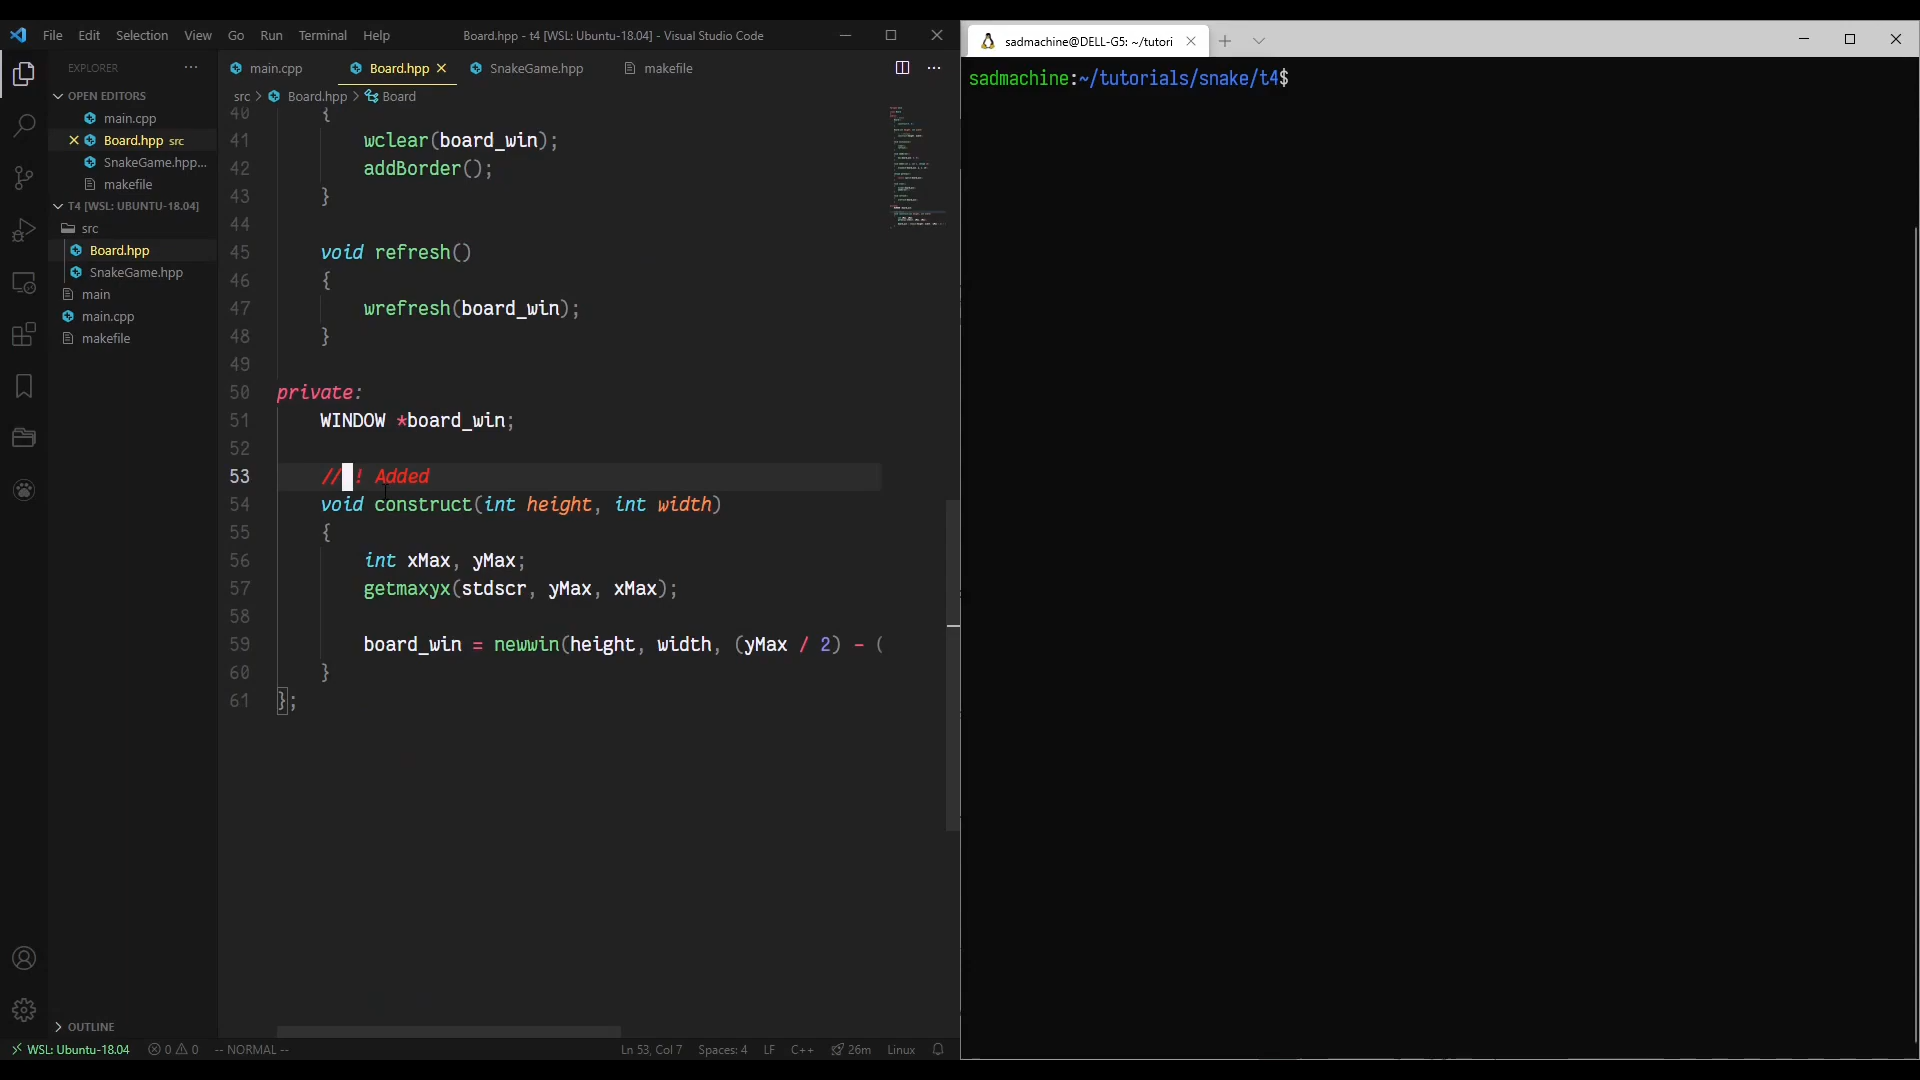 File Edit Selection View Go Run Terminal Help
Board.hpp - t4 [WSL: Ubuntu-18.04] - Visual Studio Code
EXPLORER
OPEN EDITORS
main.cpp
Board.hpp src
SnakeGame.hpp...
makefile
T4 [WSL: UBUNTU-18.04]
src
Board.hpp
SnakeGame.hpp
main
main.cpp
makefile
OUTLINE
main.cpp Board.hpp SnakeGame.hpp makefile
src > Board.hpp > Board
40 {
41 wclear(board_win);
42 addBorder();
43 }
44
45 void refresh()
46 {
47 wrefresh(board_win);
48 }
49
50 private:
51 WINDOW *board_win;
52
53 // ! Added
54 void construct(int height, int width)
55 {
56 int xMax, yMax;
57 getmaxyx(stdscr, yMax, xMax);
58
59 board_win = newwin(height, width, (yMax / 2) - (
60 }
61 };
WSL: Ubuntu-18.04 0 0 -- NORMAL -- Ln 53, Col 7 Spaces: 4 LF C++ 26m Linux
sadmachine@DELL-G5: ~/tutori
sadmachine:~/tutorials/snake/t4$